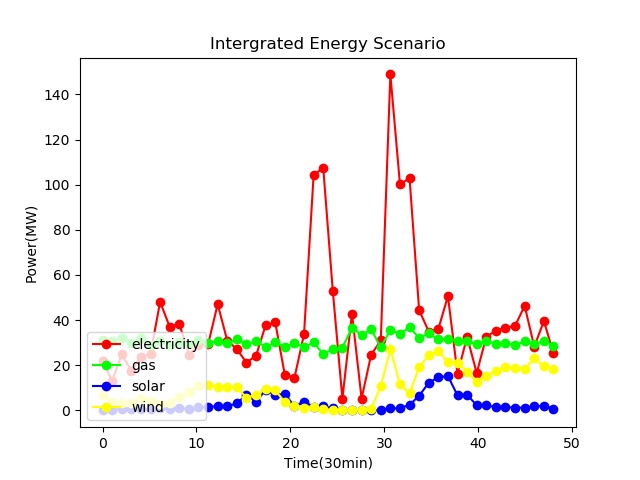 Intergrated Energy Scenario
Power(MW)
140
120
100
80
60
40
20
0
electricity
gas
solar
wind
0 10 20 30 40 50
Time(30min)